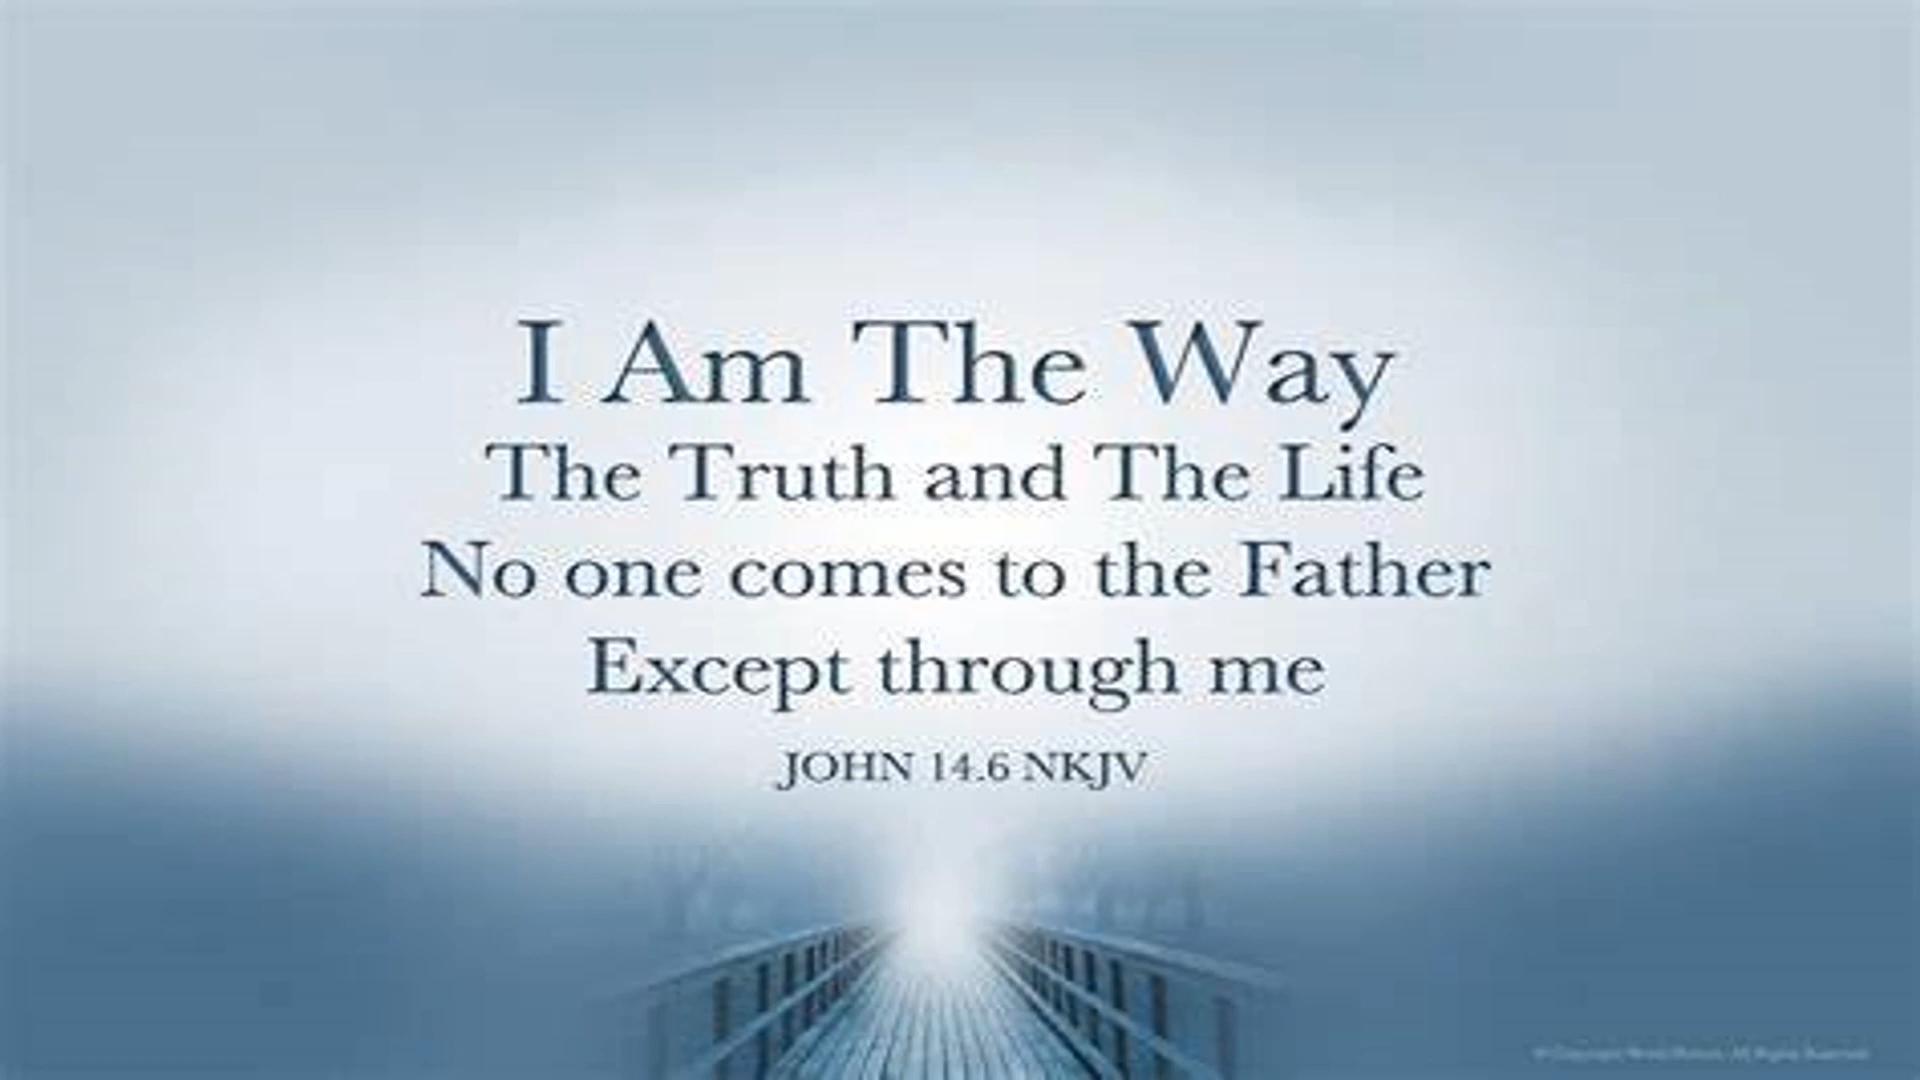 I Am The Way
The Truth and The Life
No one comes to the Father
Except through me
JOHN 14.6 NKJV